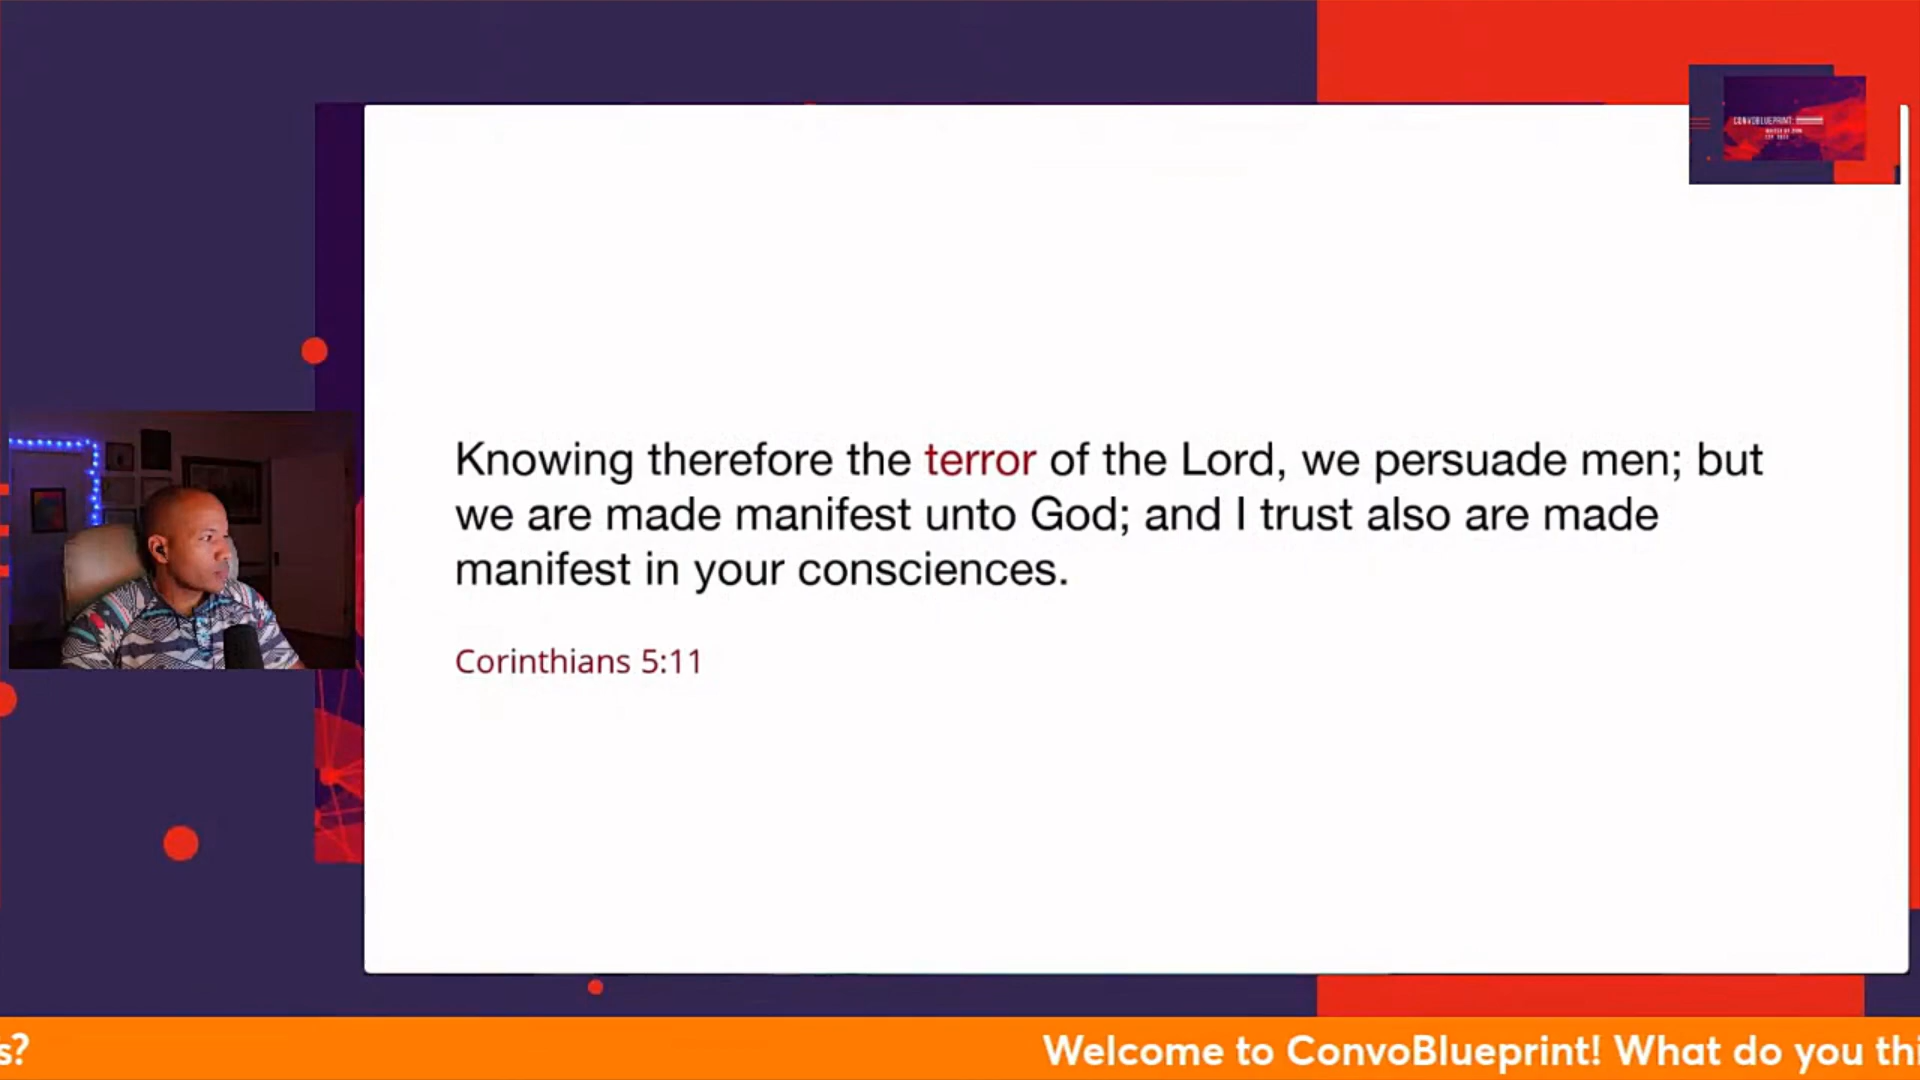 CONVOBLUEPRINT:
Knowing therefore the terror of the Lord, we persuade men; but
we are made manifest unto God; and I trust also are made
manifest in your consciences.
Corinthians 5:11
s?
Welcome to ConvoBlueprint! What do you thi